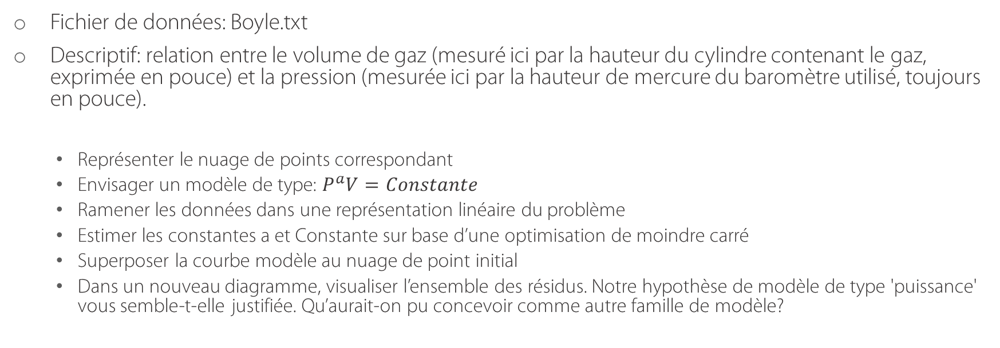 o Fichier de données: Boyle.txt
o Descriptif: relation entre le volume de gaz (mesuré ici par la hauteur du cylindre contenant le gaz,
exprimée en pouce) et la pression (mesurée ici par la hauteur de mercure du baromètre utilisé, toujours
en pouce).
• Représenter le nuage de points correspondant
• Envisager un modèle de type: PᵃV = Constante
• Ramener les données dans une représentation linéaire du problème
• Estimer les constantes a et Constante sur base d’une optimisation de moindre carré
• Superposer la courbe modèle au nuage de point initial
• Dans un nouveau diagramme, visualiser l’ensemble des résidus. Notre hypothèse de modèle de type 'puissance'
vous semble-t-elle justifiée. Qu’aurait-on pu concevoir comme autre famille de modèle?